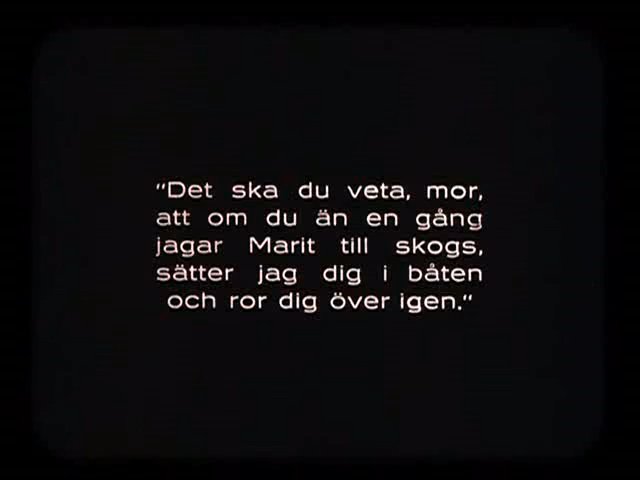 "Det ska du veta, mor,
att om du än en gång
jagar Marit till skogs,
sätter jag dig i båten
och ror dig över igen."